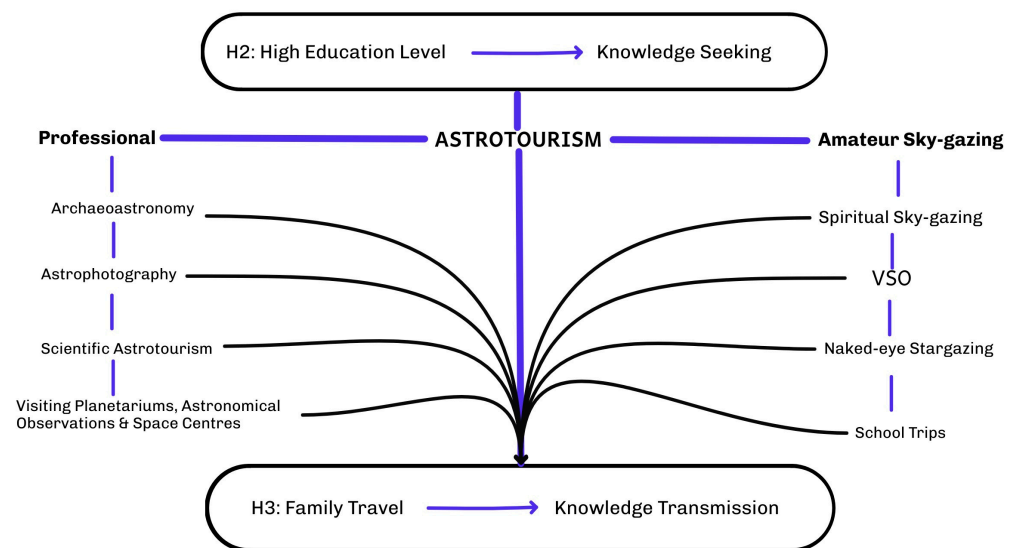 H2: High Education Level
Knowledge Seeking
Professional
ASTROTOURISM
Amateur Sky-gazing
Archaeoastronomy
Spiritual Sky-gazing
Astrophotography
VSO
Scientific Astrotourism
Naked-eye Stargazing
Visiting Planetariums, Astronomical
Observations & Space Centres
School Trips
H3: Family Travel
Knowledge Transmission